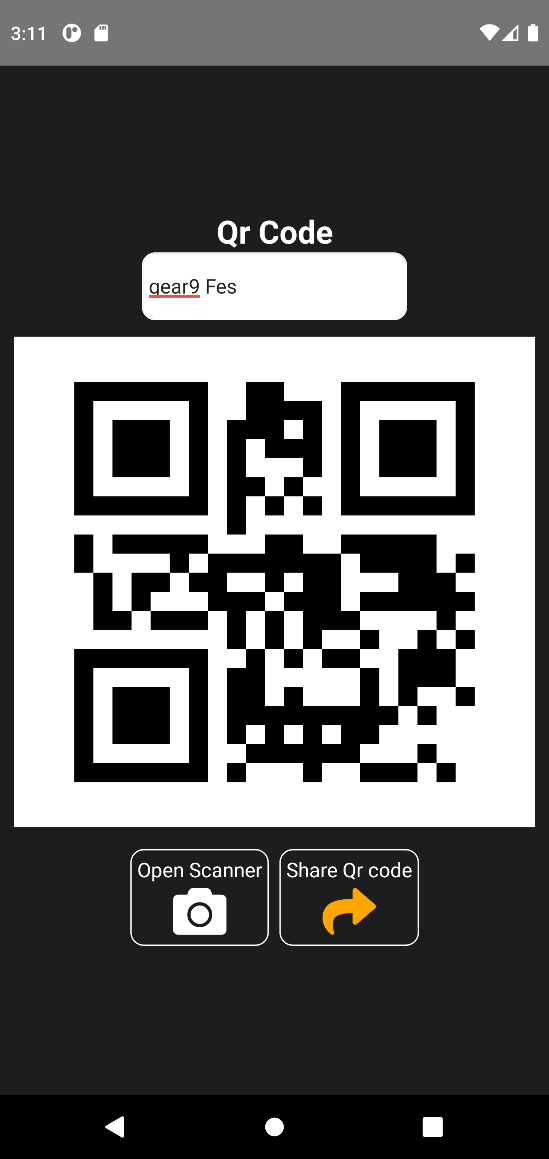 3:11
Qr Code
gear9 Fes
Open Scanner
Share Qr code